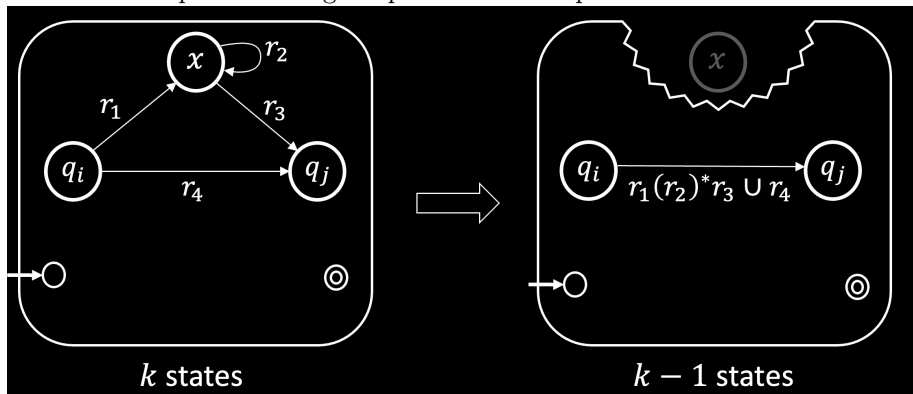 x
r₂
r₁
r₃
qᵢ
qⱼ
r₄
k states
x
qᵢ
qⱼ
r₁(r₂)*r₃ ∪ r₄
k − 1 states